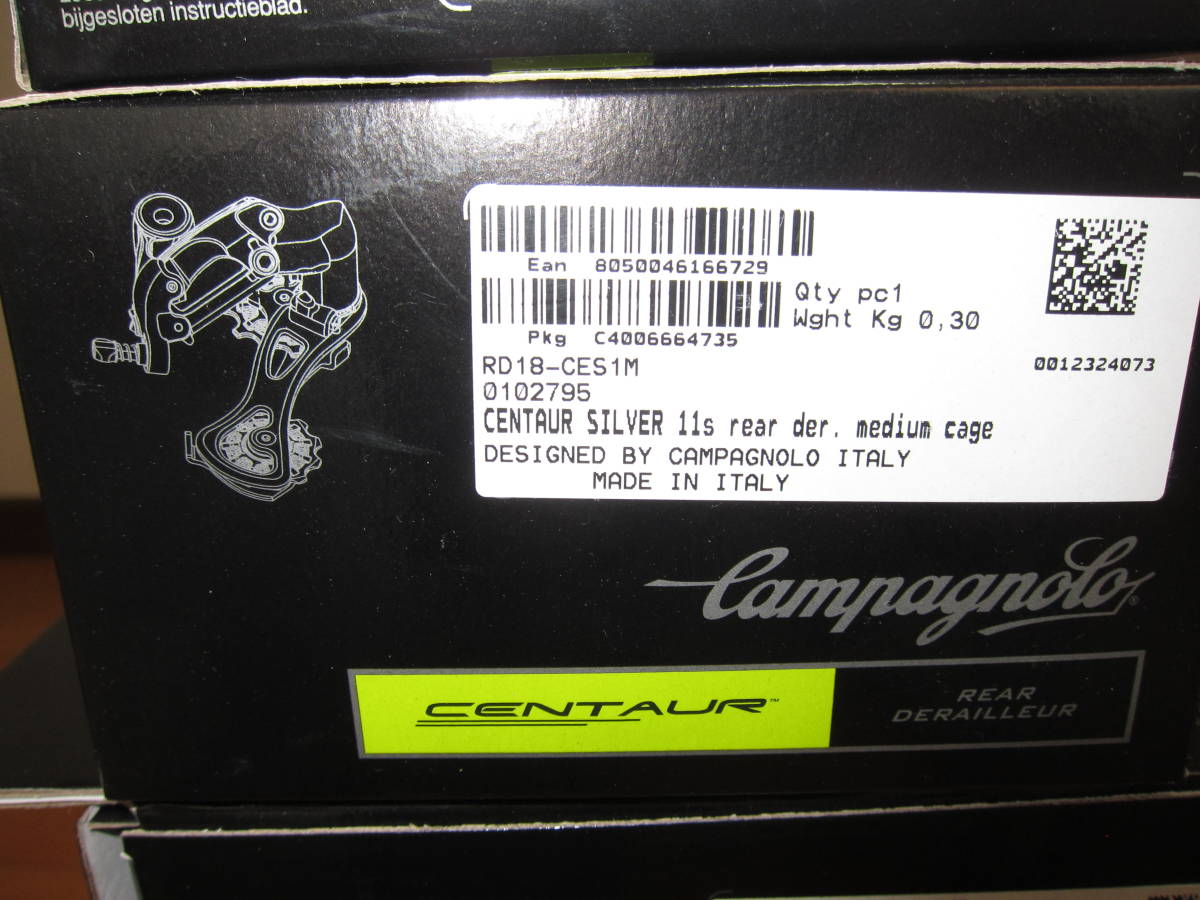 bijgesloten instructieblad.
Ean 8050046166729
Pkg C4006664735
Qty pc1
Wght Kg 0,30
RD18-CES1M
0012324073
0102795
CENTAUR SILVER 11s rear der. medium cage
DESIGNED BY CAMPAGNOLO ITALY
MADE IN ITALY
Campagnolo®
CENTAUR™
REAR
DERAILLEUR